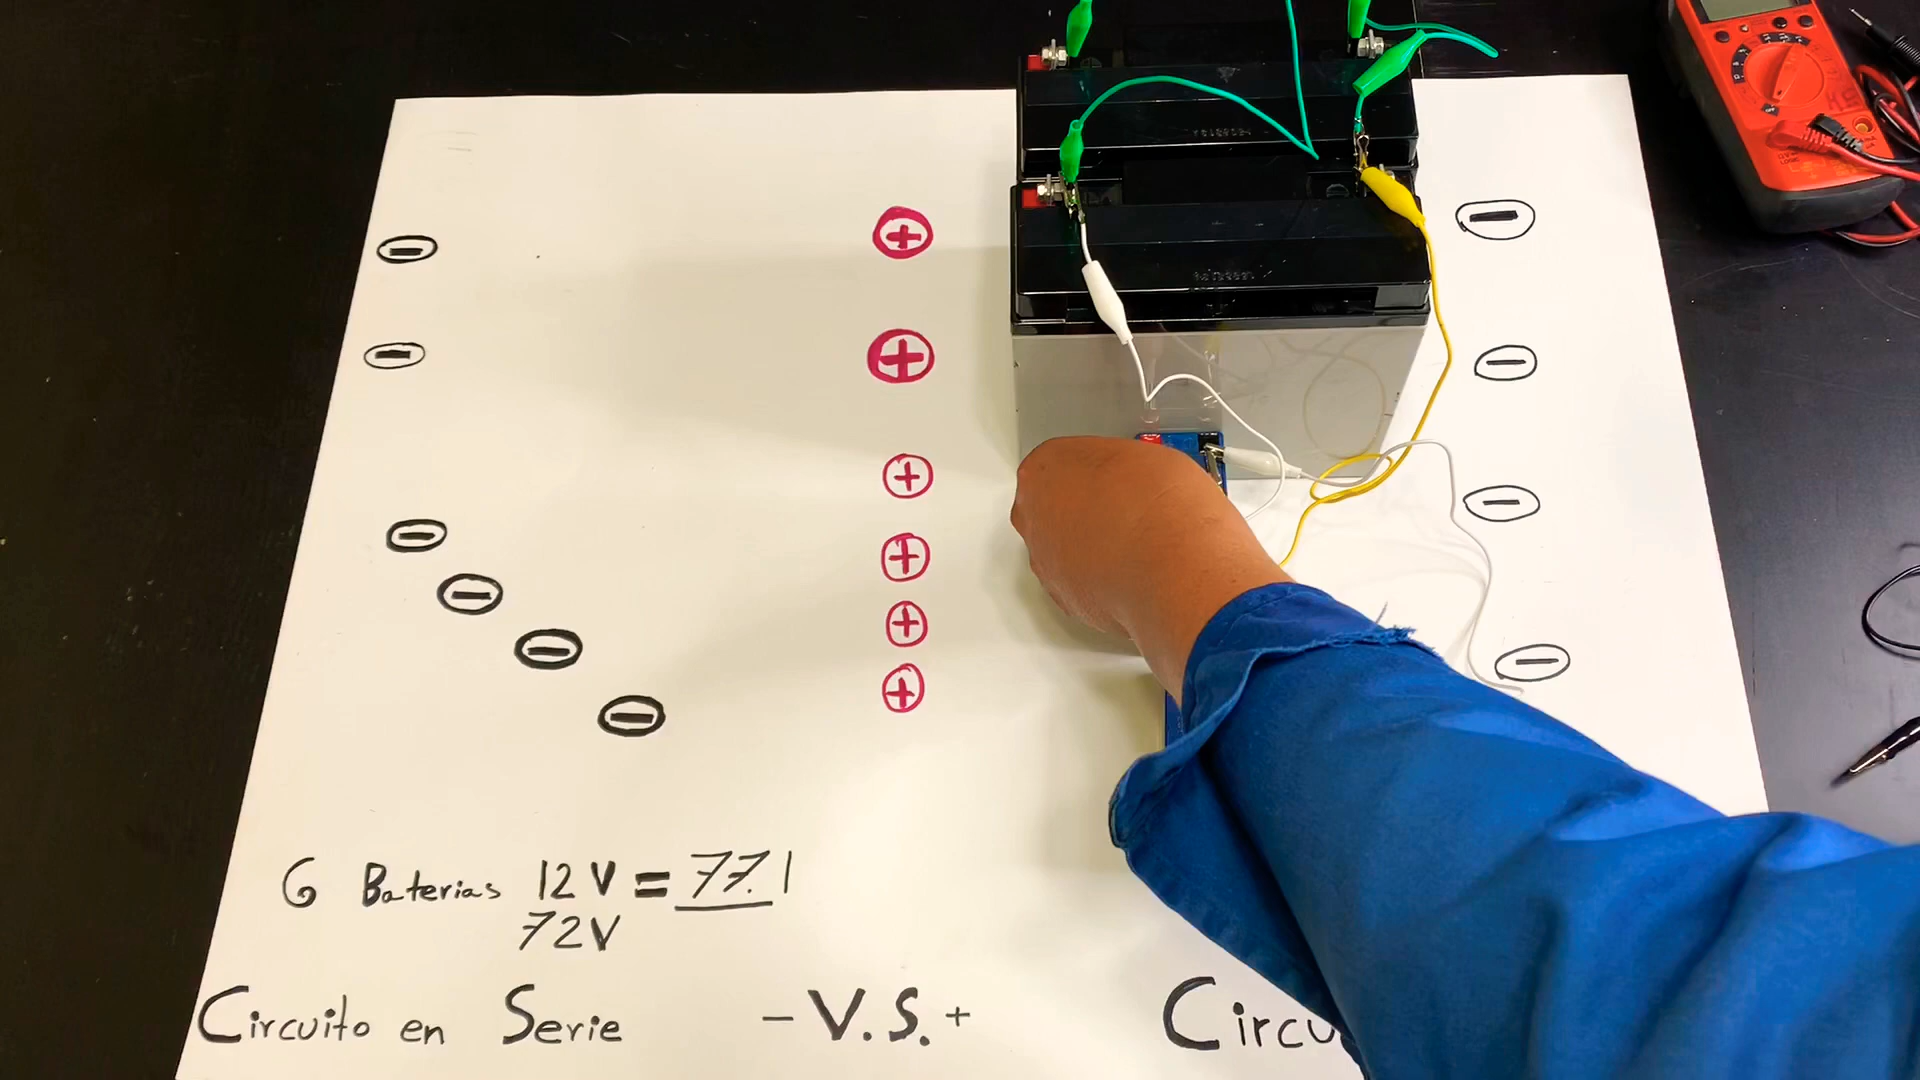 6 Baterias 12V = 77.1
72V
Circuito en Serie - V.S. + Circu